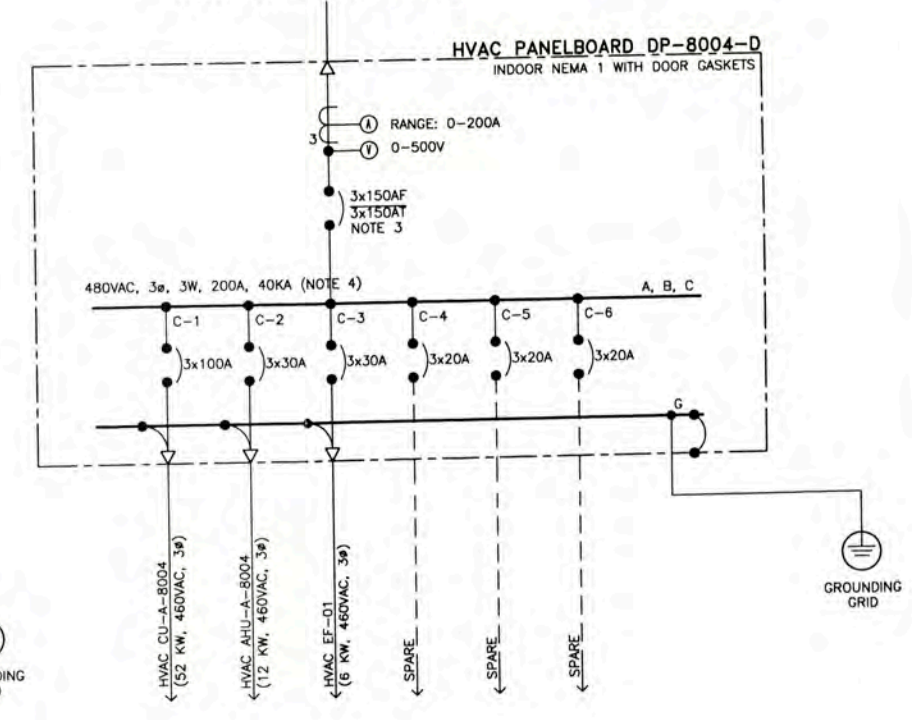 HVAC PANELBOARD DP-8004-D
INDOOR NEMA 1 WITH DOOR GASKETS
A RANGE: 0-200A
3
V 0-500V
3x150AF
3x150AT
NOTE 3
480VAC, 3ø, 3W, 200A, 40KA (NOTE 4)
A, B, C
C-1
C-2
C-3
C-4
C-5
C-6
3x100A
3x30A
3x30A
3x20A
3x20A
3x20A
G
HVAC CU-A-8004
(52 KW, 460VAC, 3ø)
HVAC AHU-A-8004
(12 KW, 460VAC, 3ø)
HVAC EF-01
(6 KW, 460VAC, 3ø)
SPARE
SPARE
SPARE
GROUNDING
GRID